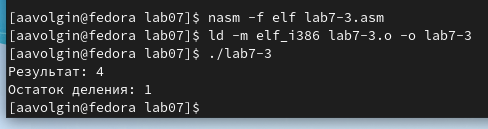 [aavolgin@fedora lab07]$ nasm -f elf lab7-3.asm
[aavolgin@fedora lab07]$ ld -m elf_i386 lab7-3.o -o lab7-3
[aavolgin@fedora lab07]$ ./lab7-3
Результат: 4
Остаток деления: 1
[aavolgin@fedora lab07]$